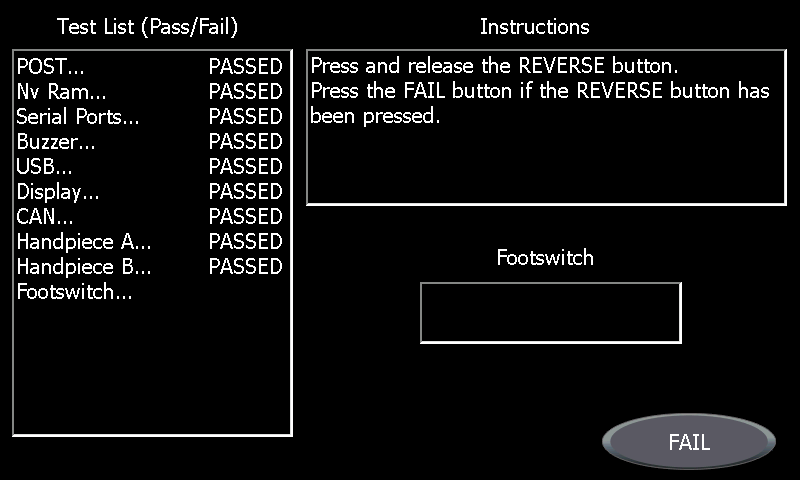 Test List (Pass/Fail)
POST... PASSED
Nv Ram... PASSED
Serial Ports... PASSED
Buzzer... PASSED
USB... PASSED
Display... PASSED
CAN... PASSED
Handpiece A... PASSED
Handpiece B... PASSED
Footswitch...
Instructions
Press and release the REVERSE button.
Press the FAIL button if the REVERSE button has
been pressed.
Footswitch
FAIL